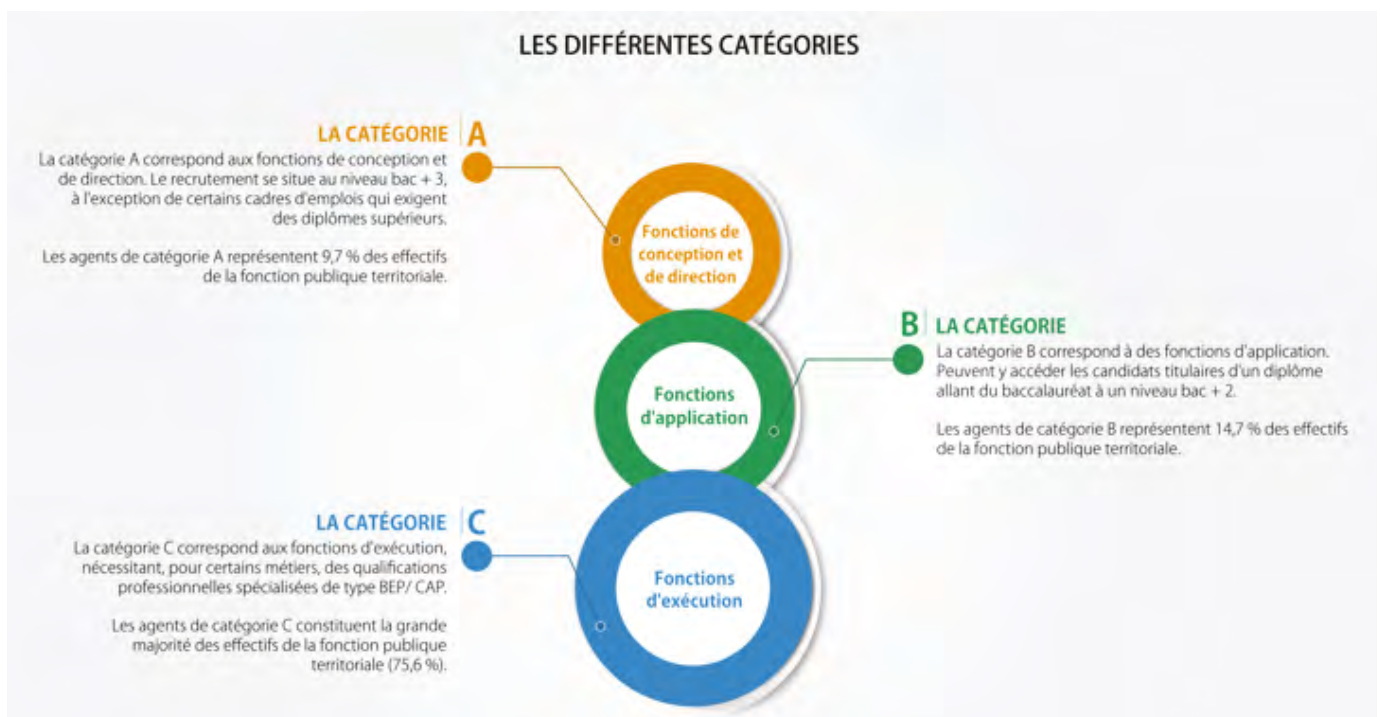 LES DIFFÉRENTES CATÉGORIES
LA CATÉGORIE A
La catégorie A correspond aux fonctions de conception et
de direction. Le recrutement se situe au niveau bac + 3,
à l'exception de certains cadres d'emplois qui exigent
des diplômes supérieurs.
Les agents de catégorie A représentent 9,7 % des effectifs
de la fonction publique territoriale.
Fonctions de
conception et
de direction
B LA CATÉGORIE
La catégorie B correspond à des fonctions d'application.
Peuvent y accéder les candidats titulaires d'un diplôme
allant du baccalauréat à un niveau bac + 2.
Les agents de catégorie B représentent 14,7 % des effectifs
de la fonction publique territoriale.
Fonctions
d'application
LA CATÉGORIE C
La catégorie C correspond aux fonctions d'exécution,
nécessitant, pour certains métiers, des qualifications
professionnelles spécialisées de type BEP/ CAP.
Les agents de catégorie C constituent la grande
majorité des effectifs de la fonction publique
territoriale (75,6 %).
Fonctions
d'exécution